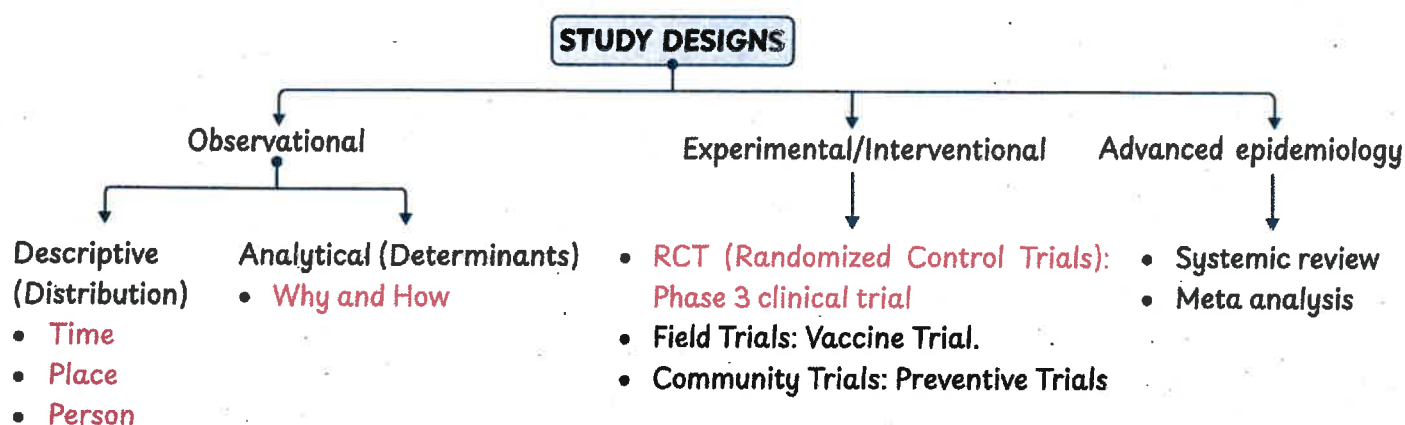 STUDY DESIGNS
Observational
Experimental/Interventional
Advanced epidemiology
Descriptive
(Distribution)
• Time
• Place
• Person
Analytical (Determinants)
• Why and How
• RCT (Randomized Control Trials):
Phase 3 clinical trial
• Field Trials: Vaccine Trial.
• Community Trials: Preventive Trials
• Systemic review
• Meta analysis